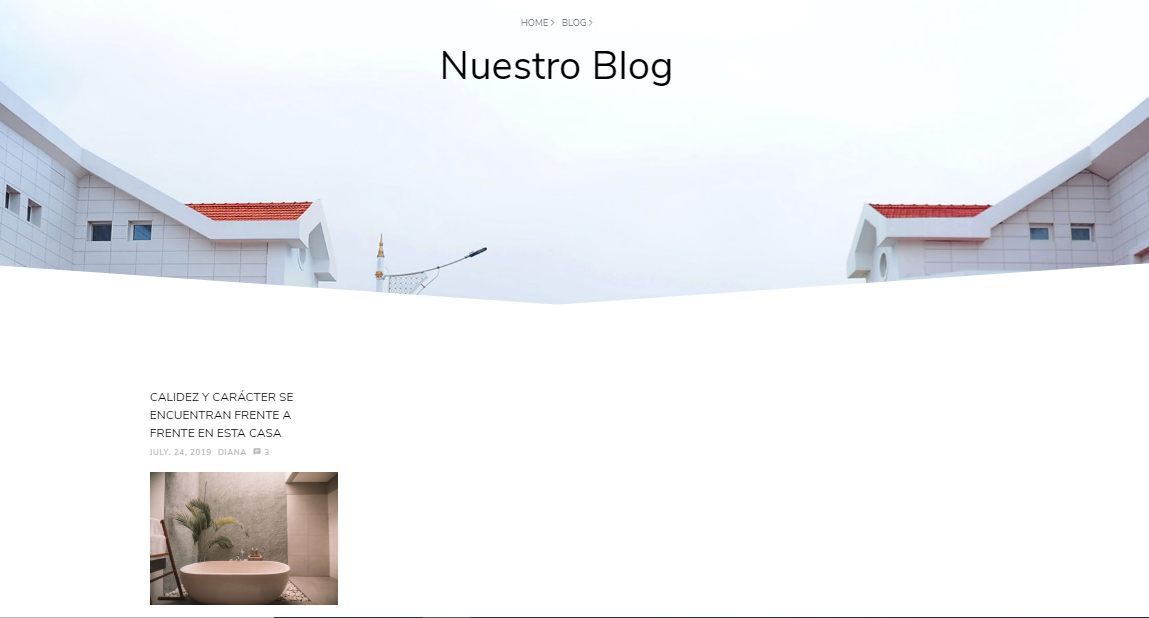 HOME BLOG
Nuestro Blog
CALIDEZ Y CARÁCTER SE
ENCUENTRAN FRENTE A
FRENTE EN ESTA CASA
JULY. 24, 2019 DIANA 3